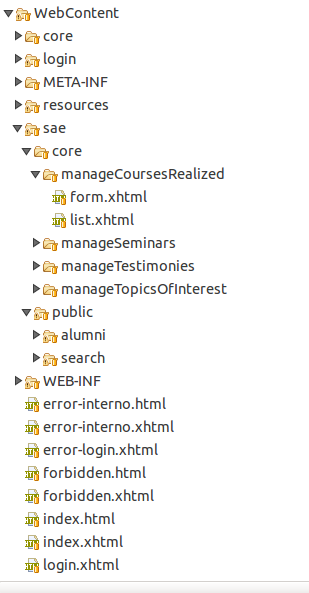 WebContent
core
login
META-INF
resources
sae
core
manageCoursesRealized
form.xhtml
list.xhtml
manageSeminars
manageTestimonies
manageTopicsOfInterest
public
alumni
search
WEB-INF
error-interno.html
error-interno.xhtml
error-login.xhtml
forbidden.html
forbidden.xhtml
index.html
index.xhtml
login.xhtml